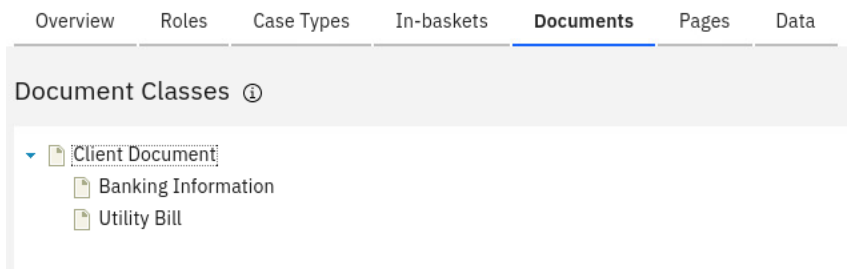 Overview Roles Case Types In-baskets Documents Pages Data
Document Classes
Client Document
Banking Information
Utility Bill